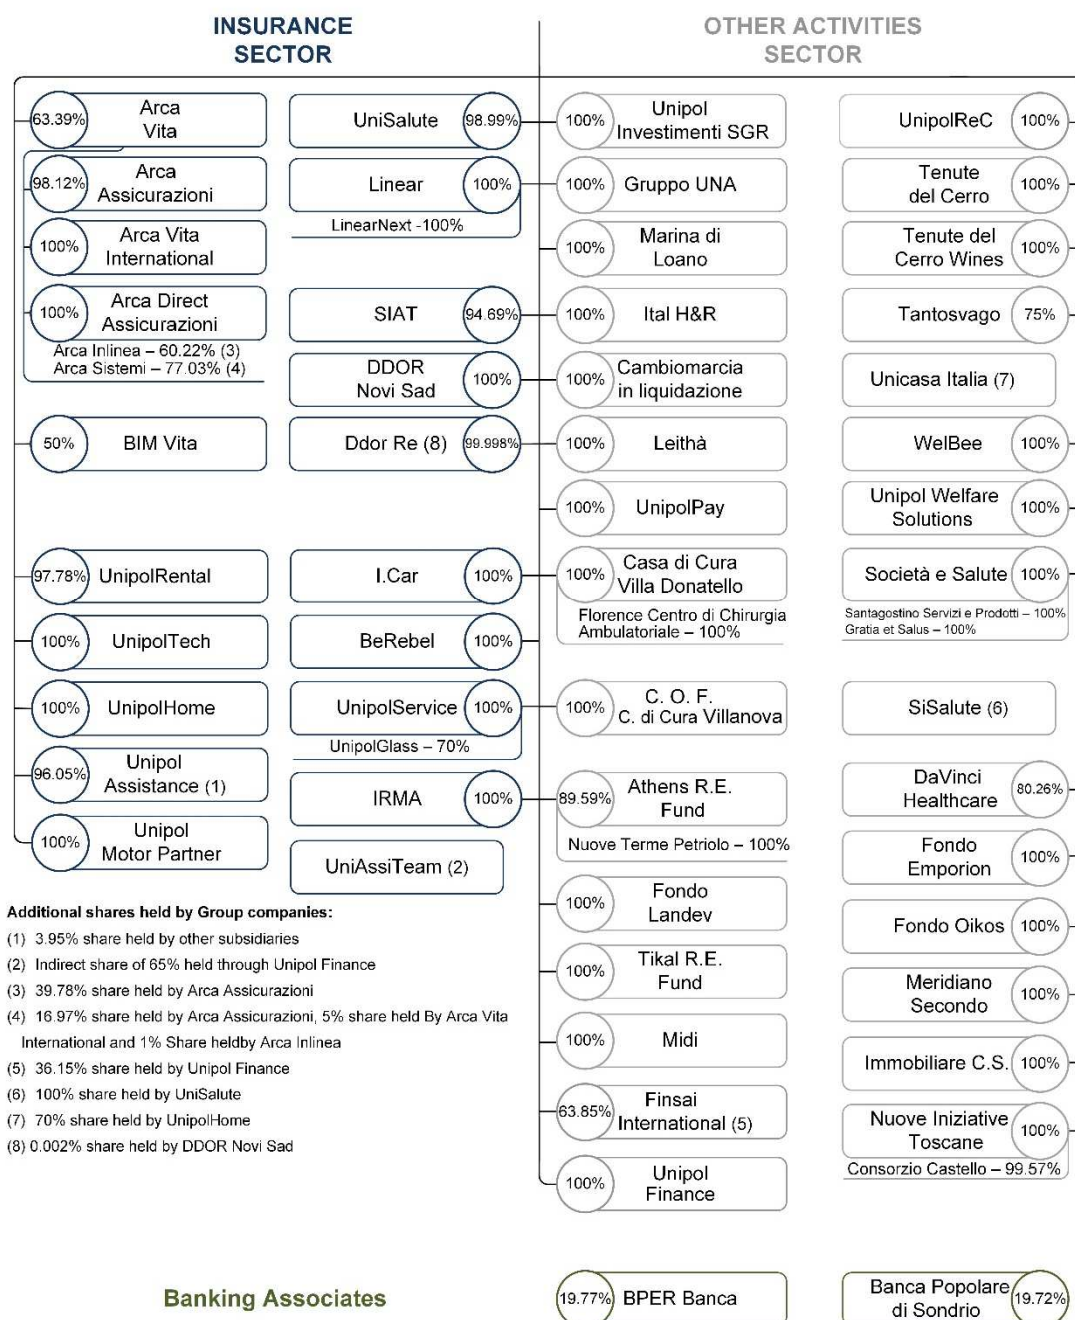 INSURANCE
SECTOR
OTHER ACTIVITIES
SECTOR
63.39%
Arca
Vita
UniSalute
98.99%
100%
Unipol
Investimenti SGR
UnipolReC
100%
98.12%
Arca
Assicurazioni
Linear
100%
LinearNext -100%
100%
Gruppo UNA
Tenute
del Cerro
100%
100%
Arca Vita
International
100%
Marina di
Loano
Tenute del
Cerro Wines
100%
100%
Arca Direct
Assicurazioni
Arca Inlinea – 60.22% (3)
Arca Sistemi – 77.03% (4)
SIAT
94.69%
100%
Ital H&R
Tantosvago
75%
DDOR
Novi Sad
100%
100%
Cambiomarcia
in liquidazione
Unicasa Italia (7)
50%
BIM Vita
Ddor Re (8)
99.998%
100%
Leithà
WelBee
100%
100%
UnipolPay
Unipol Welfare
Solutions
100%
97.78%
UnipolRental
I.Car
100%
100%
Casa di Cura
Villa Donatello
Florence Centro di Chirurgia
Ambulatoriale – 100%
Società e Salute
100%
Santagostino Servizi e Prodotti – 100%
Gratia et Salus – 100%
100%
UnipolTech
BeRebel
100%
100%
UnipolHome
UnipolService
100%
UnipolGlass – 70%
100%
C. O. F.
C. di Cura Villanova
SiSalute (6)
96.05%
Unipol
Assistance (1)
IRMA
100%
89.59%
Athens R.E.
Fund
Nuove Terme Petriolo – 100%
DaVinci
Healthcare
80.26%
100%
Unipol
Motor Partner
UniAssiTeam (2)
Fondo
Emporion
100%
100%
Fondo
Landev
Fondo Oikos
100%
100%
Tikal R.E.
Fund
Meridiano
Secondo
100%
100%
Midi
Immobiliare C.S.
100%
63.85%
Finsai
International (5)
Nuove Iniziative
Toscane
100%
Consorzio Castello – 99.57%
100%
Unipol
Finance
Additional shares held by Group companies:
(1) 3.95% share held by other subsidiaries
(2) Indirect share of 65% held through Unipol Finance
(3) 39.78% share held by Arca Assicurazioni
(4) 16.97% share held by Arca Assicurazioni, 5% share held By Arca Vita
International and 1% Share heldby Arca Inlinea
(5) 36.15% share held by Unipol Finance
(6) 100% share held by UniSalute
(7) 70% share held by UnipolHome
(8) 0.002% share held by DDOR Novi Sad
Banking Associates
19.77%
BPER Banca
Banca Popolare
di Sondrio
19.72%